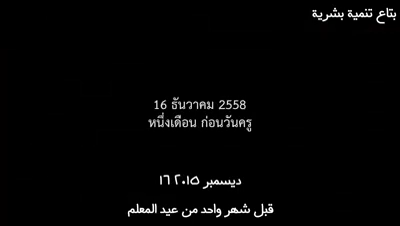 بتاع تنمية بشرية
16 ธันวาคม 2558
หนึ่งเดือน ก่อนวันครู
١٦ ديسمبر ٢٠١٥
قبل شهر واحد من عيد المعلم